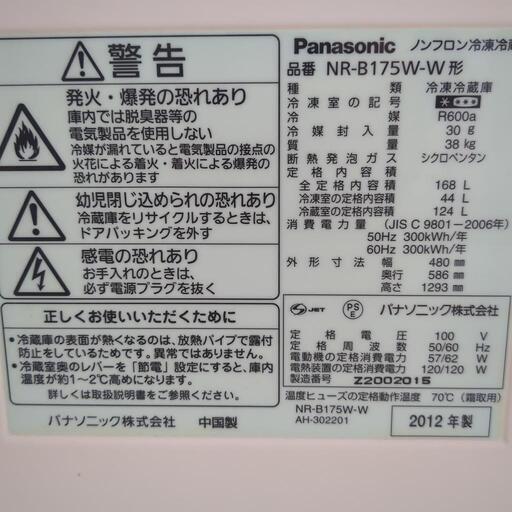 警告
発火・爆発の恐れあり
庫内では脱臭器等の
電気製品を使用しない
冷媒が漏れていると電気製品の接点の
火花による着火・着火による爆発の
恐れがあります
幼児閉じ込められの恐れあり
冷蔵庫をリサイクルするときは、
ドアパッキングを外す
感電の恐れあり
お手入れのときは、
必ず電源プラグを抜く
正しくお使いいただくために
•冷蔵庫の表面が熱くなるのは、放熱パイプで露付
防止をしているためです。異常ではありません。
•冷蔵室奥のレバーを「節電」設定にすると、庫内
温度が約1~2℃高めになります。
詳しくは取扱説明書をご参照ください。
パナソニック株式会社 中国製
Panasonic ノンフロン冷凍冷蔵
品番 NR-B175W-W形
種類 冷凍冷蔵庫
冷凍室の記号
冷媒 R600a
冷媒封入量 30g
質量 38kg
断熱発泡ガス シクロペンタン
定格内容積
全定格内容積 168 L
冷凍室の定格内容積 44 L
冷蔵室の定格内容積 124 L
消費電力量 (JIS C 9801-2006年)
50Hz 300kWh/年
60Hz 300kWh/年
外形寸法 幅 480 mm
奥行 586 mm
高さ 1293 mm
S JET PS E パナソニック株式会社
定格電圧 100 V
定格周波数 50/60 Hz
電動機の定格消費電力 57/62 W
電熱装置の定格消費電力 120/120 W
製造番号 Z2002015
温度ヒューズの定格動作温度 70℃(霜取用)
NR-B175W-W
AH-302201
2012年製